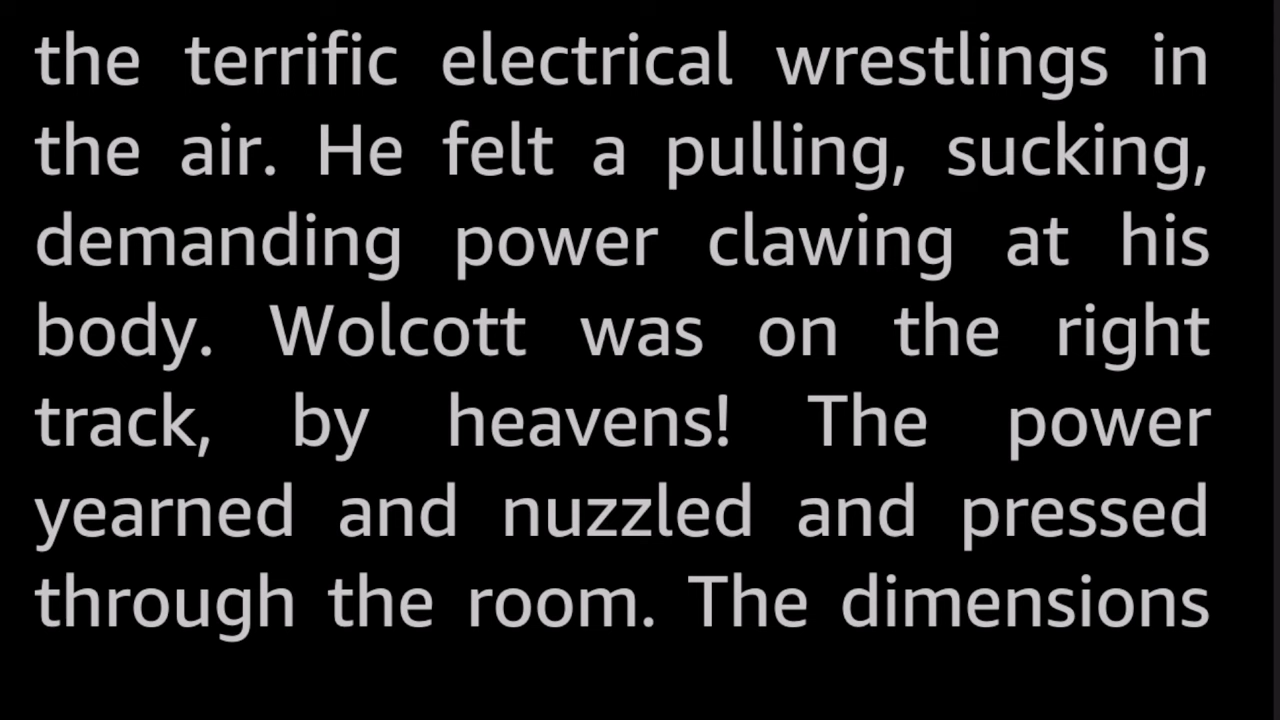 the terrific electrical wrestlings in
the air. He felt a pulling, sucking,
demanding power clawing at his
body. Wolcott was on the right
track, by heavens! The power
yearned and nuzzled and pressed
through the room. The dimensions